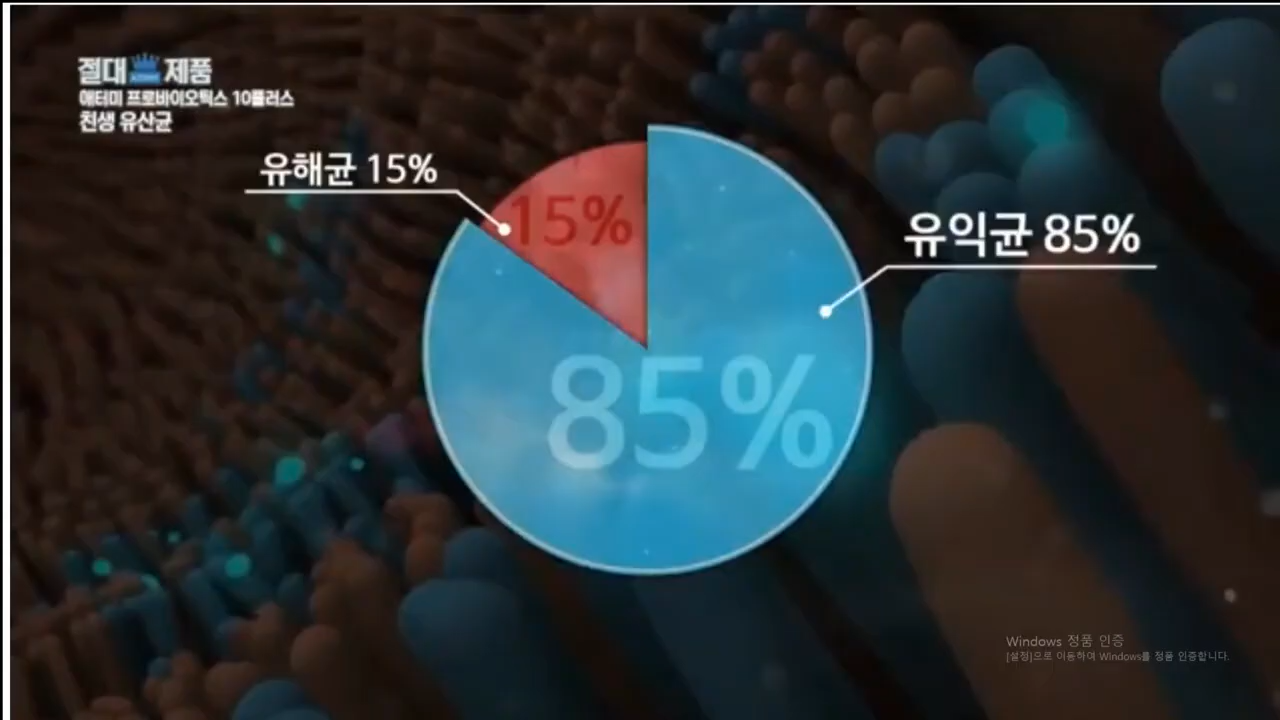 절대 제품
애터미 프로바이오틱스 10플러스
친생 유산균
유해균 15%
15%
유익균 85%
85%
Windows 정품 인증
[설정]으로 이동하여 Windows를 정품 인증합니다.